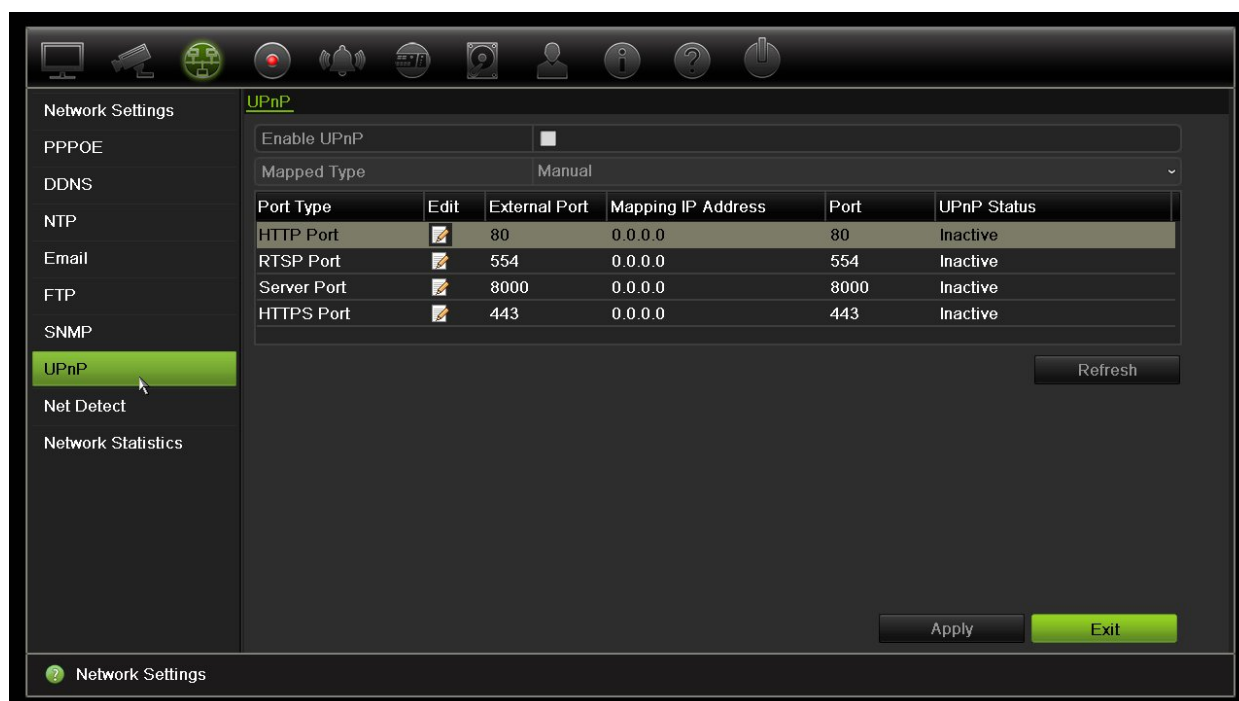 Network Settings
PPPOE
DDNS
NTP
Email
FTP
SNMP
UPnP
Net Detect
Network Statistics
UPnP
Enable UPnP
Mapped Type Manual
Port Type Edit External Port Mapping IP Address Port UPnP Status
HTTP Port 80 0.0.0.0 80 Inactive
RTSP Port 554 0.0.0.0 554 Inactive
Server Port 8000 0.0.0.0 8000 Inactive
HTTPS Port 443 0.0.0.0 443 Inactive
Refresh
Apply Exit
Network Settings